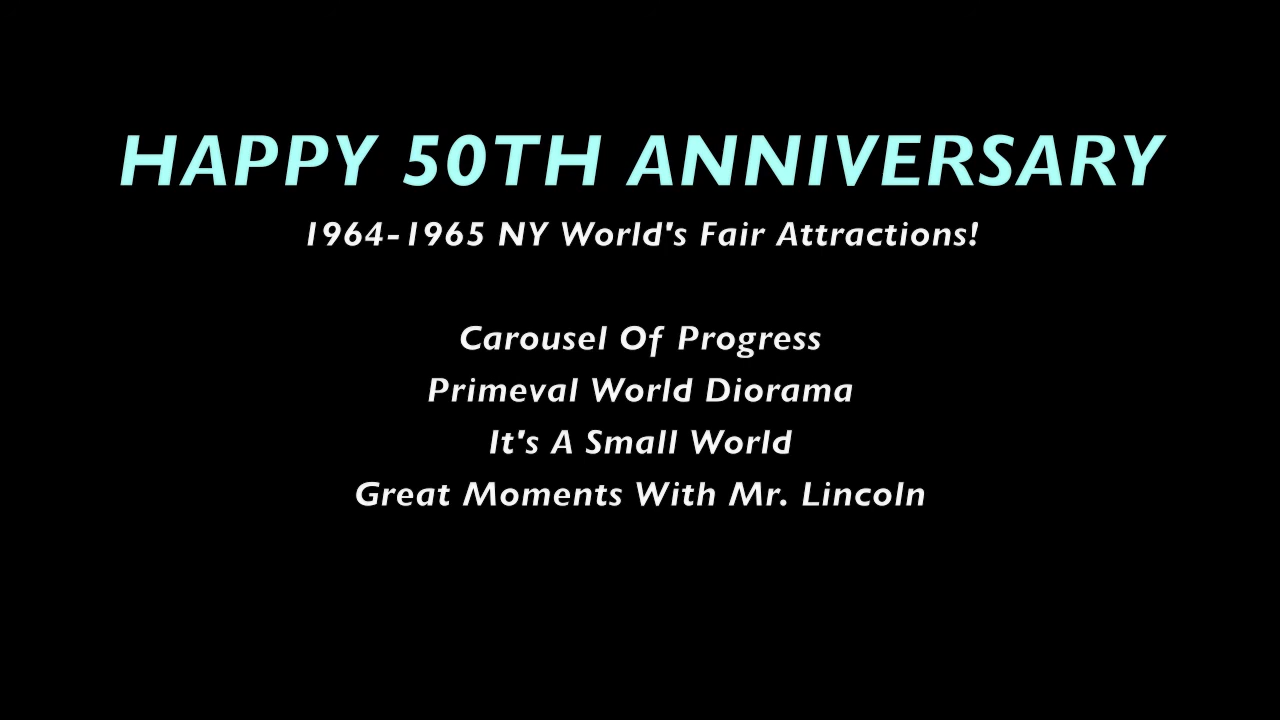 HAPPY 50TH ANNIVERSARY
1964-1965 NY World's Fair Attractions!
Carousel Of Progress
Primeval World Diorama
It's A Small World
Great Moments With Mr. Lincoln